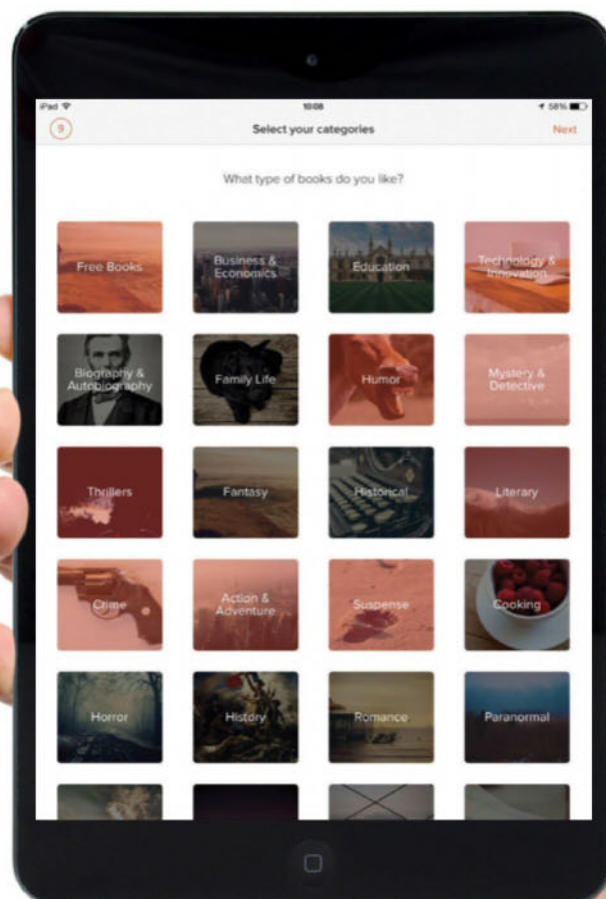 iPad 10:08 58%
9 Select your categories Next
What type of books do you like?
Free Books
Business &
Economics
Education
Technology &
Innovation
Biography &
Autobiography
Family Life
Humor
Mystery &
Detective
Thrillers
Fantasy
Historical
Literary
Crime
Action &
Adventure
Suspense
Cooking
Horror
History
Romance
Paranormal